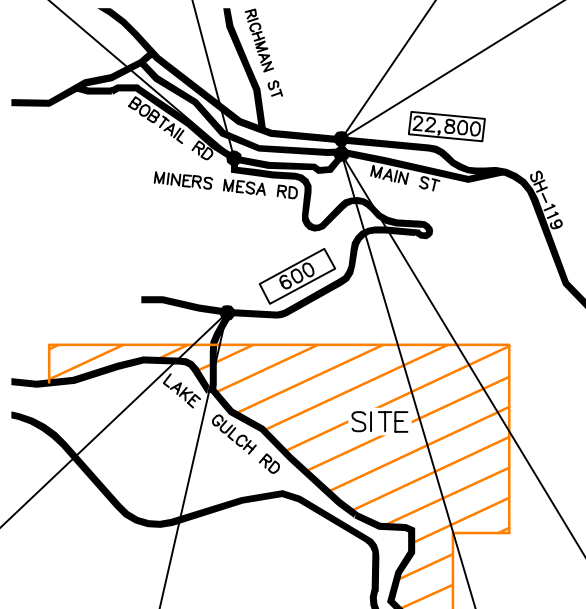 RICHMAN ST
22,800
BOBTAIL RD
MAIN ST
MINERS MESA RD
SH-119
600
LAKE GULCH RD
SITE